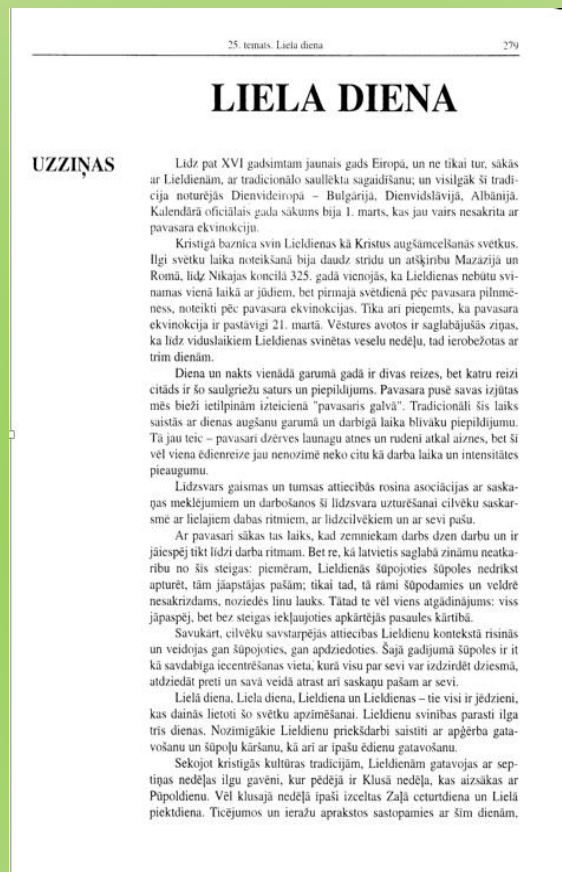 25. temats. Liela diena 279
LIELA DIENA
UZZIŅAS
Līdz pat XVI gadsimtam jaunais gads Eiropā, un ne tikai tur, sākās
ar Lieldienām, ar tradicionālo saullēkta sagaidīšanu; un visilgāk šī tradī-
cija noturējās Dienvideiropā – Bulgārijā, Dienvidslāvijā, Albānijā.
Kalendārā oficiālais gada sākums bija 1. marts, kas jau vairs nesakrita ar
pavasara ekvinokciju.
Kristīgā baznīca svin Lieldienas kā Kristus augšāmcelšanās svētkus.
Ilgi svētku laika noteikšanā bija daudz strīdu un atšķirību Mazāzijā un
Romā, līdz Nikajas koncilā 325. gadā vienojās, ka Lieldienas nebūtu svi-
namas vienā laikā ar jūdiem, bet pirmajā svētdienā pēc pavasara pilnmē-
ness, noteikti pēc pavasara ekvinokcijas. Tika arī pieņemts, ka pavasara
ekvinokcija ir pastāvīgi 21. martā. Vēstures avotos ir saglabājušās ziņas,
ka līdz viduslaikiem Lieldienas svinētas veselu nedēļu, tad ierobežotas ar
trim dienām.
Diena un nakts vienādā garumā gadā ir divas reizes, bet katru reizi
citāds ir šo saulgriežu saturs un piepildījums. Pavasara pusē savas izjūtas
mēs bieži ietilpinām izteicienā "pavasaris galvā". Tradicionāli šis laiks
saistās ar dienas augšanu garumā un darbīgā laika blīvāku piepildījumu.
Tā jau teic – pavasarī dzērves launagu atnes un rudenī atkal aiznes, bet šī
vēl viena ēdienreize jau nenozīmē neko citu kā darba laika un intensitātes
pieaugumu.
Līdzsvars gaismas un tumsas attiecībās rosina asociācijas ar saska-
ņas meklējumiem un darbošanos šī līdzsvara uzturēšanai cilvēku saskar-
smē ar lielajiem dabas ritmiem, ar līdzcilvēkiem un ar sevi pašu.
Ar pavasari sākas tas laiks, kad zemniekam darbs dzen darbu un ir
jāiespēj tikt līdzi darba ritmam. Bet re, kā latvietis saglabā zināmu neatka-
rību no šīs steigas: piemēram, Lieldienās šūpojoties šūpoles nedrīkst
apturēt, tām jāapstājas pašām; tikai tad, tā rāmi šūpodamies un veldrē
nesakrizdams, noziedēs linu lauks. Tātad te vēl viens atgādinājums: viss
jāpaspēj, bet bez steigas iekļaujoties apkārtējās pasaules kārtībā.
Savukārt, cilvēku savstarpējās attiecības Lieldienu kontekstā risinās
un veidojas gan šūpojoties, gan apdziedoties. Šajā gadījumā šūpoles ir it
kā savdabīga iecentrēšanas vieta, kurā visu par sevi var izdzirdēt dziesmā,
atdziedāt pretī un savā veidā atrast arī saskaņu pašam ar sevi.
Lielā diena, Liela diena, Lieldiena un Lieldienas – tie visi ir jēdzieni,
kas dainās lietoti šo svētku apzīmēšanai. Lieldienu svinības parasti ilga
trīs dienas. Nozīmīgākie Lieldienu priekšdarbi saistīti ar apģērba gata-
vošanu un šūpoļu kāršanu, kā arī ar īpašu ēdienu gatavošanu.
Sekojot kristīgās kultūras tradīcijām, Lieldienām gatavojas ar sep-
tiņas nedēļas ilgu gavēni, kur pēdējā ir Klusā nedēļa, kas aizsākas ar
Pūpoldienu. Vēl klusajā nedēļā īpaši izceltas Zaļā ceturtdiena un Lielā
piektdiena. Ticējumos un ieražu aprakstos sastopamies ar šīm dienām,